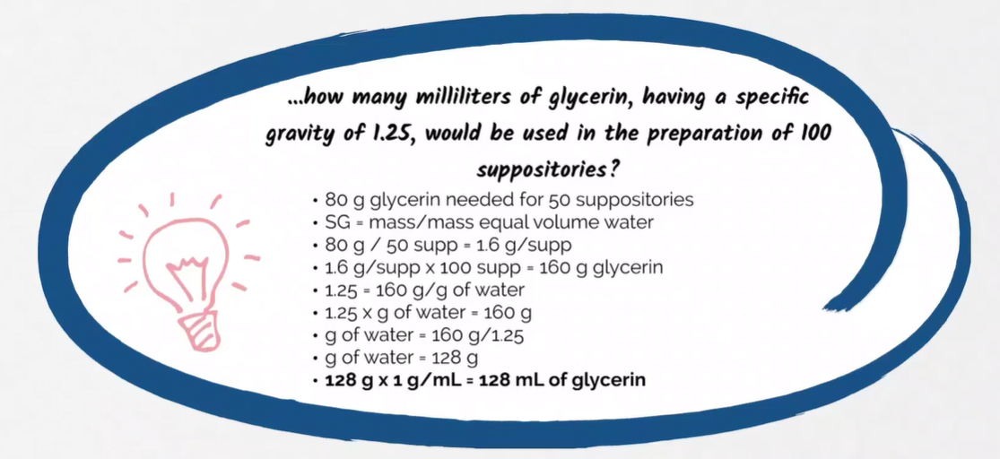 ...how many milliliters of glycerin, having a specific
gravity of 1.25, would be used in the preparation of 100
suppositories?
• 80 g glycerin needed for 50 suppositories
• SG = mass/mass equal volume water
• 80 g / 50 supp = 1.6 g/supp
• 1.6 g/supp x 100 supp = 160 g glycerin
• 1.25 = 160 g/g of water
• 1.25 x g of water = 160 g
• g of water = 160 g/1.25
• g of water = 128 g
• 128 g x 1 g/mL = 128 mL of glycerin